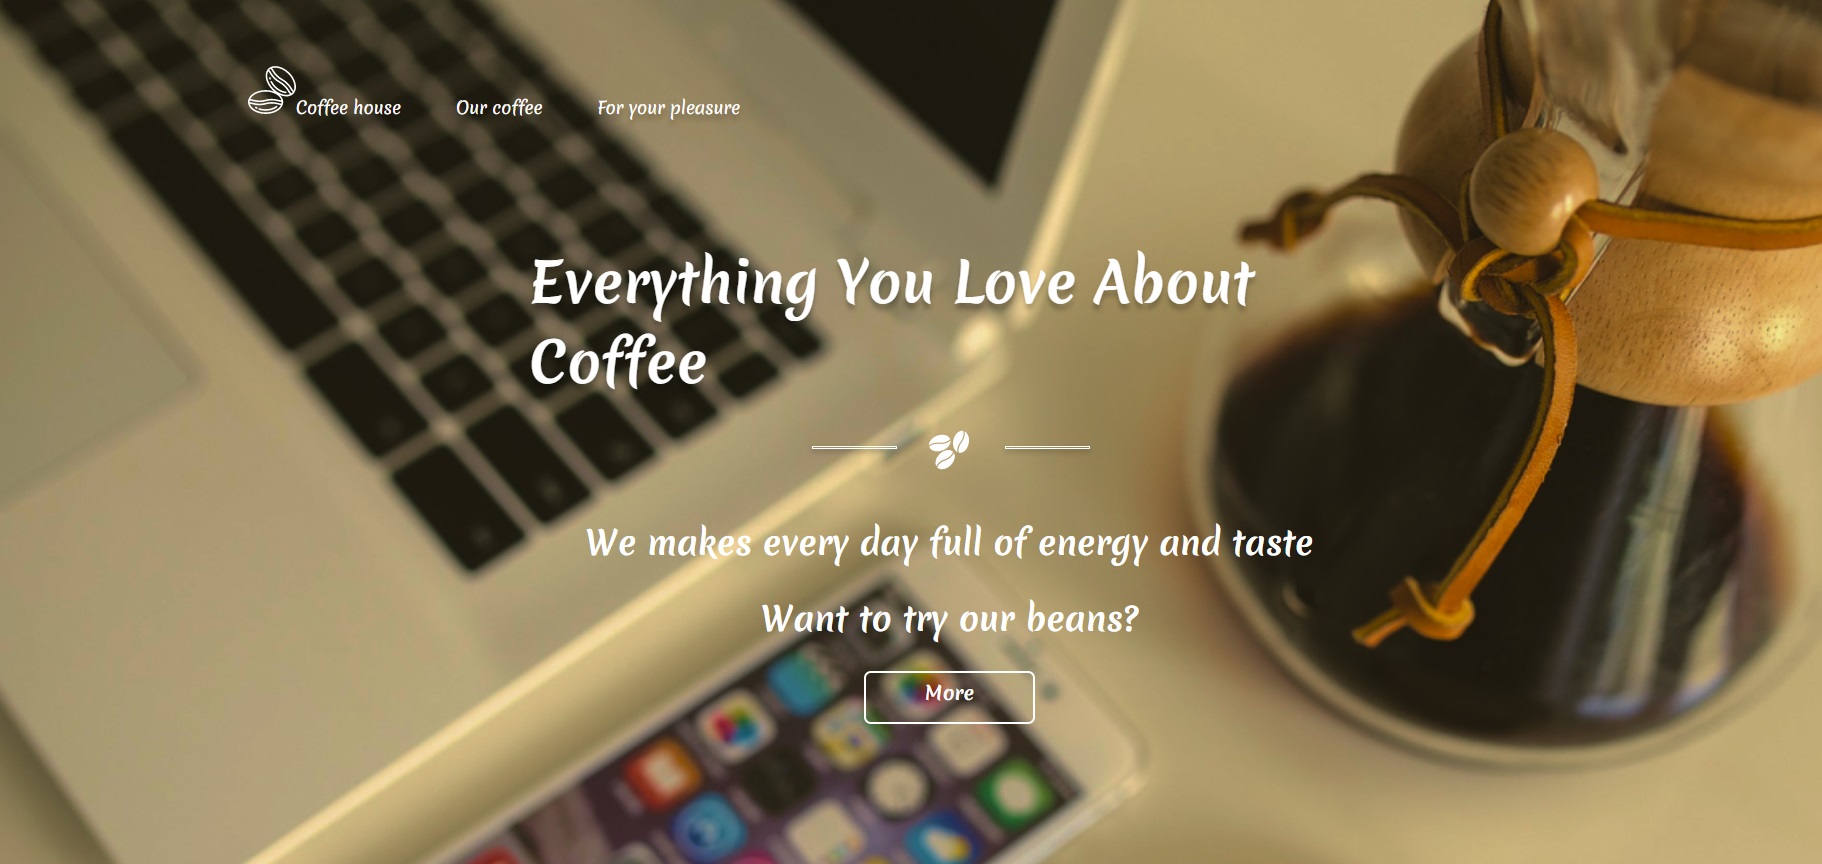 Coffee house Our coffee For your pleasure
Everything You Love About
Coffee
We makes every day full of energy and taste
Want to try our beans?
More